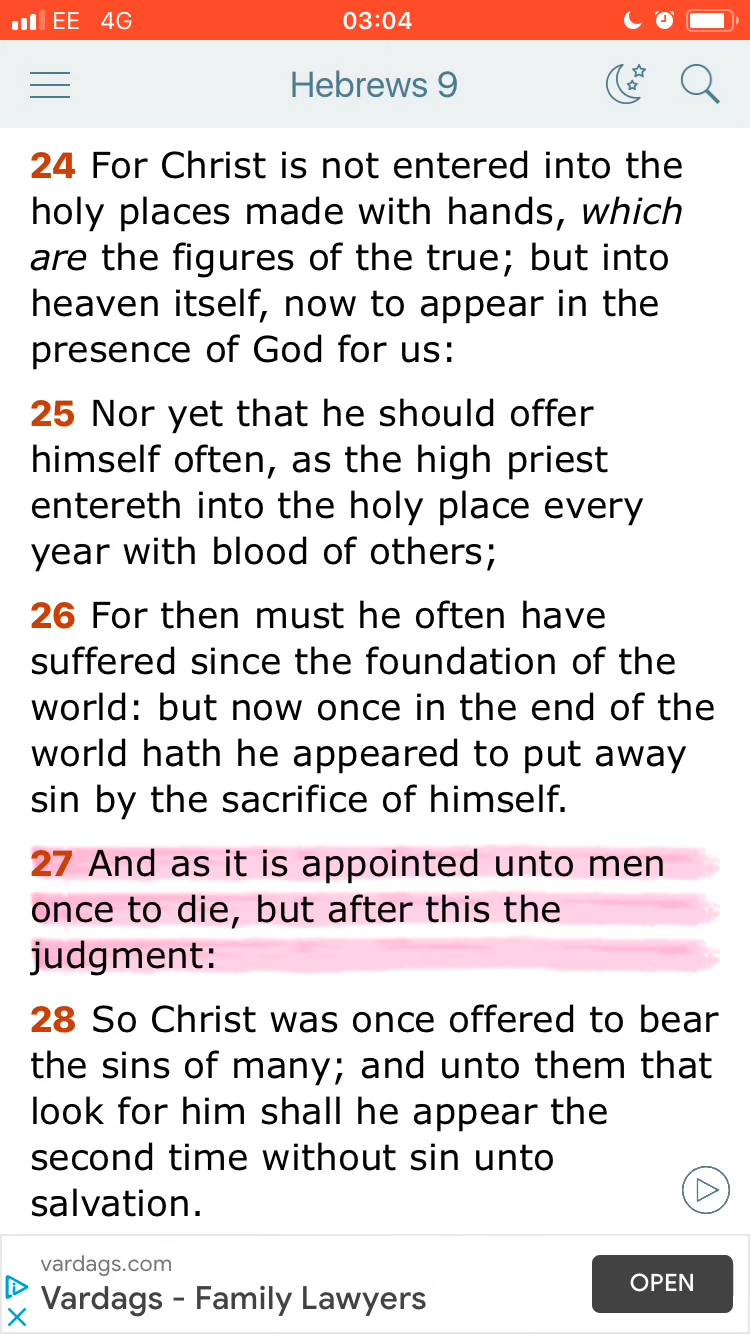 EE 4G 03:04
Hebrews 9
24 For Christ is not entered into the
holy places made with hands, which
are the figures of the true; but into
heaven itself, now to appear in the
presence of God for us:
25 Nor yet that he should offer
himself often, as the high priest
entereth into the holy place every
year with blood of others;
26 For then must he often have
suffered since the foundation of the
world: but now once in the end of the
world hath he appeared to put away
sin by the sacrifice of himself.
27 And as it is appointed unto men
once to die, but after this the
judgment:
28 So Christ was once offered to bear
the sins of many; and unto them that
look for him shall he appear the
second time without sin unto
salvation.
vardags.com
Vardags - Family Lawyers
OPEN